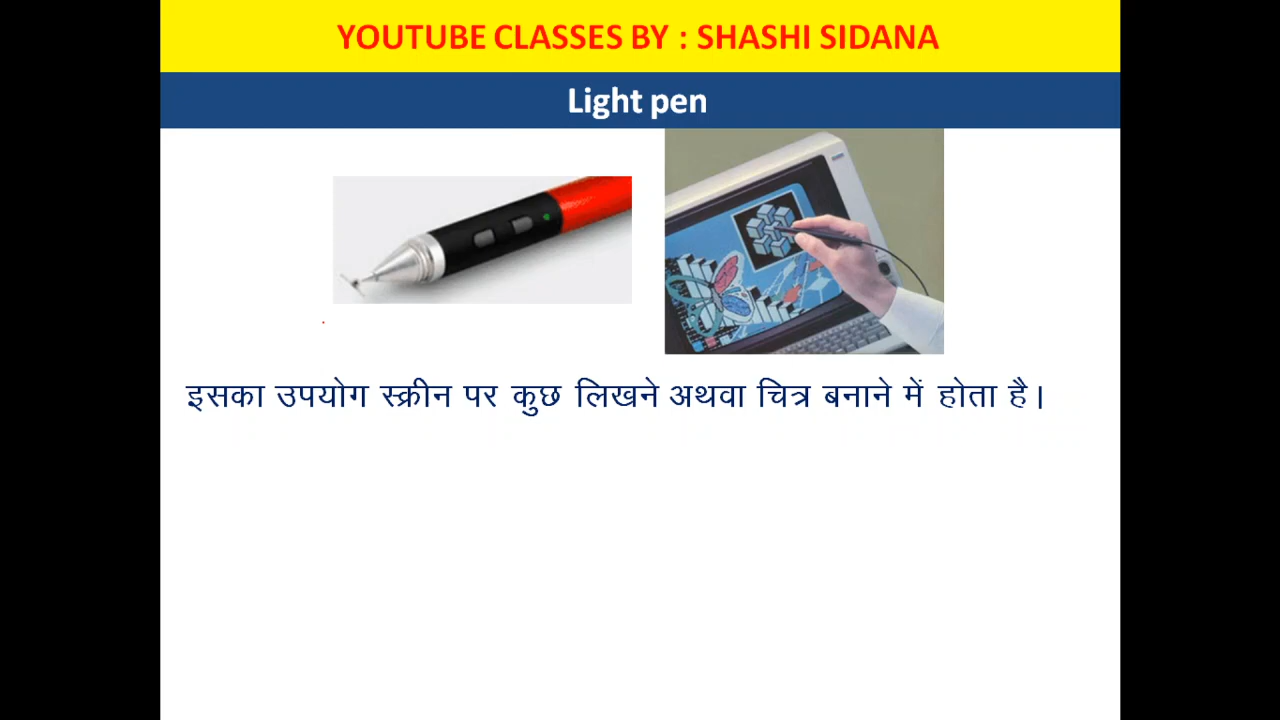 YOUTUBE CLASSES BY : SHASHI SIDANA
Light pen
इसका उपयोग स्क्रीन पर कुछ लिखने अथवा चित्र बनाने में होता है।